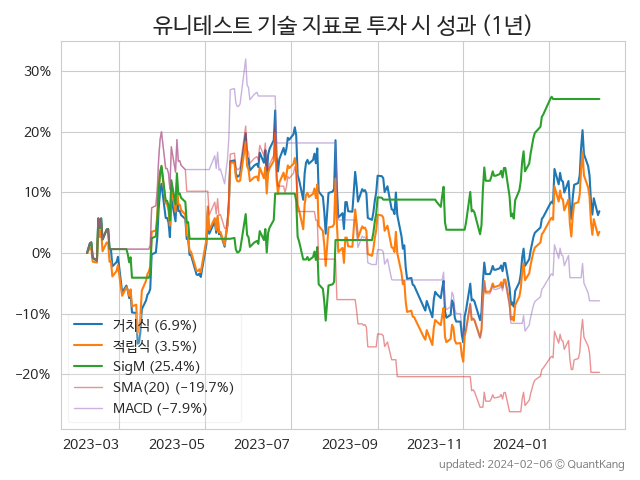 유니테스트 기술 지표로 투자 시 성과 (1년)
30%
20%
10%
0%
−10%
−20%
거치식 (6.9%)
적립식 (3.5%)
SigM (25.4%)
SMA(20) (−19.7%)
MACD (−7.9%)
2023−03 2023−05 2023−07 2023−09 2023−11 2024−01
updated: 2024−02−06 © QuantKang